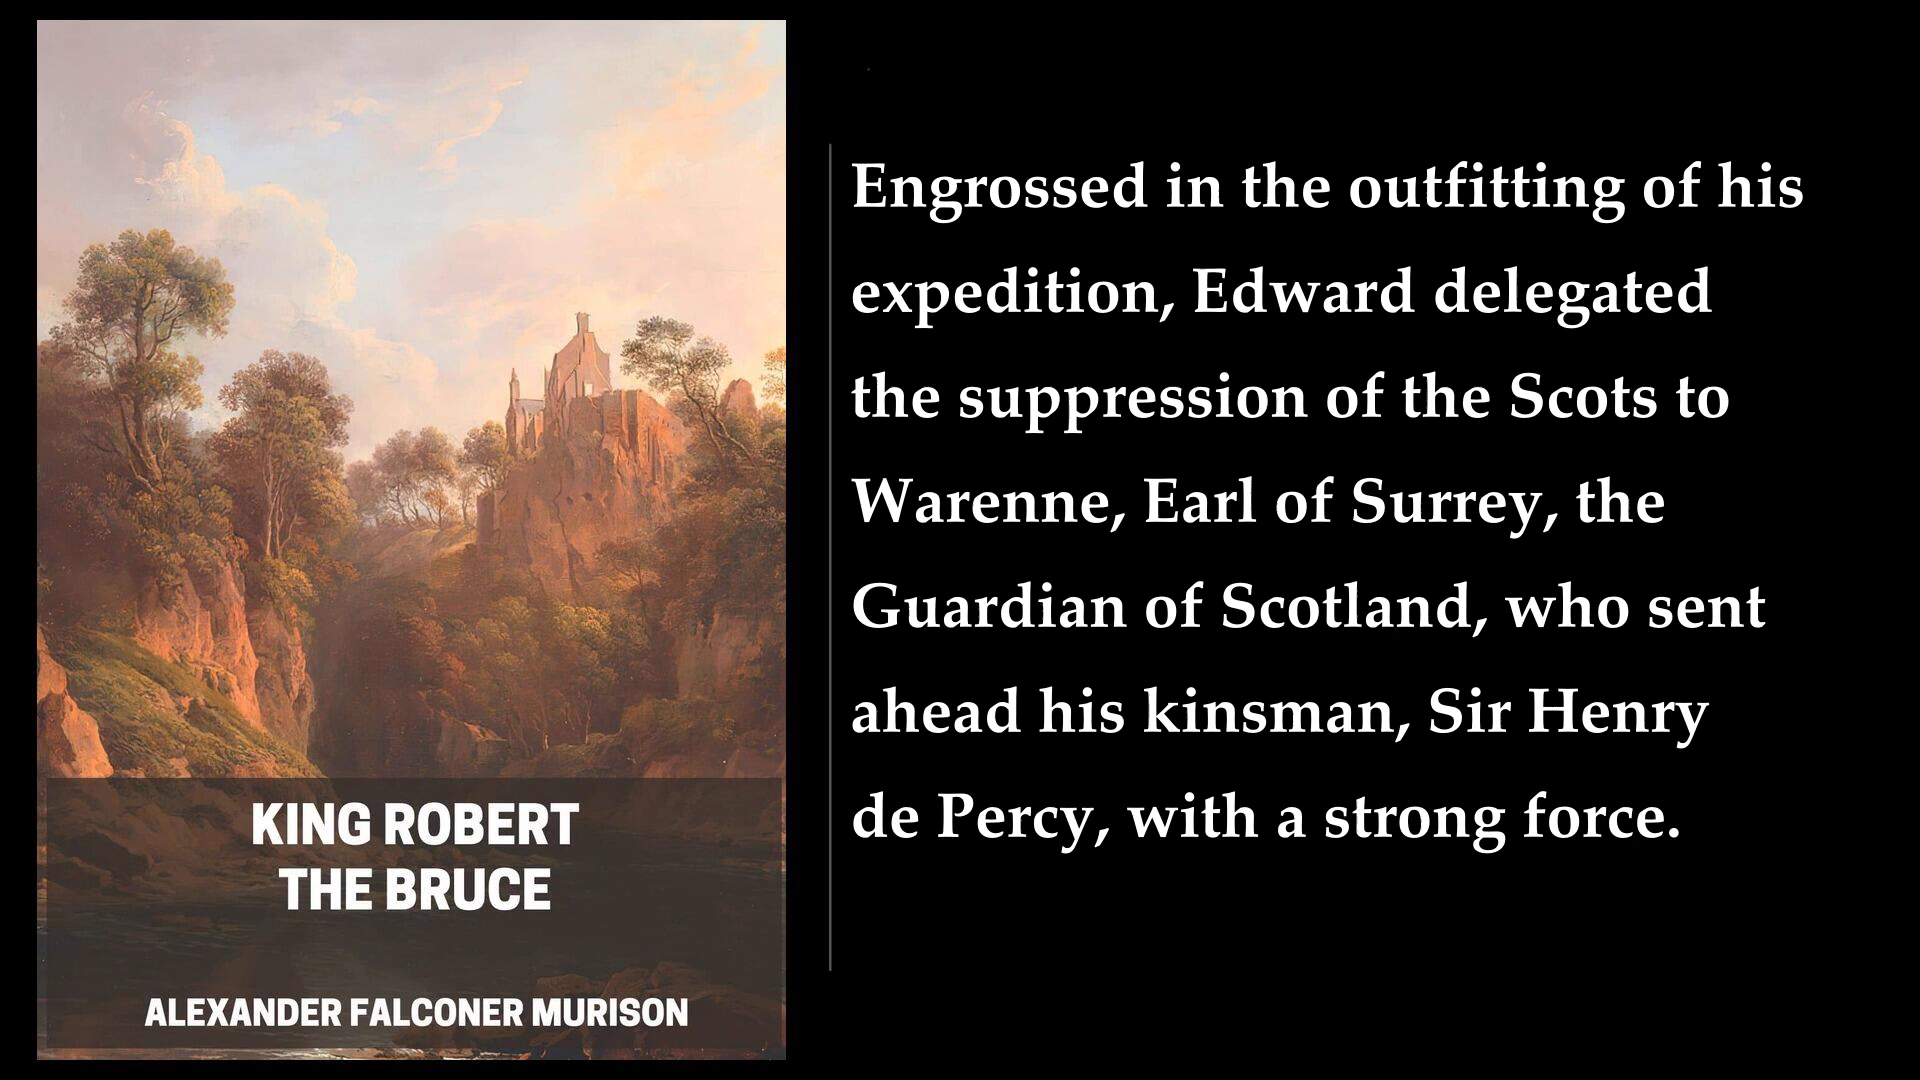 KING ROBERT
THE BRUCE
ALEXANDER FALCONER MURISON
Engrossed in the outfitting of his
expedition, Edward delegated
the suppression of the Scots to
Warenne, Earl of Surrey, the
Guardian of Scotland, who sent
ahead his kinsman, Sir Henry
de Percy, with a strong force.